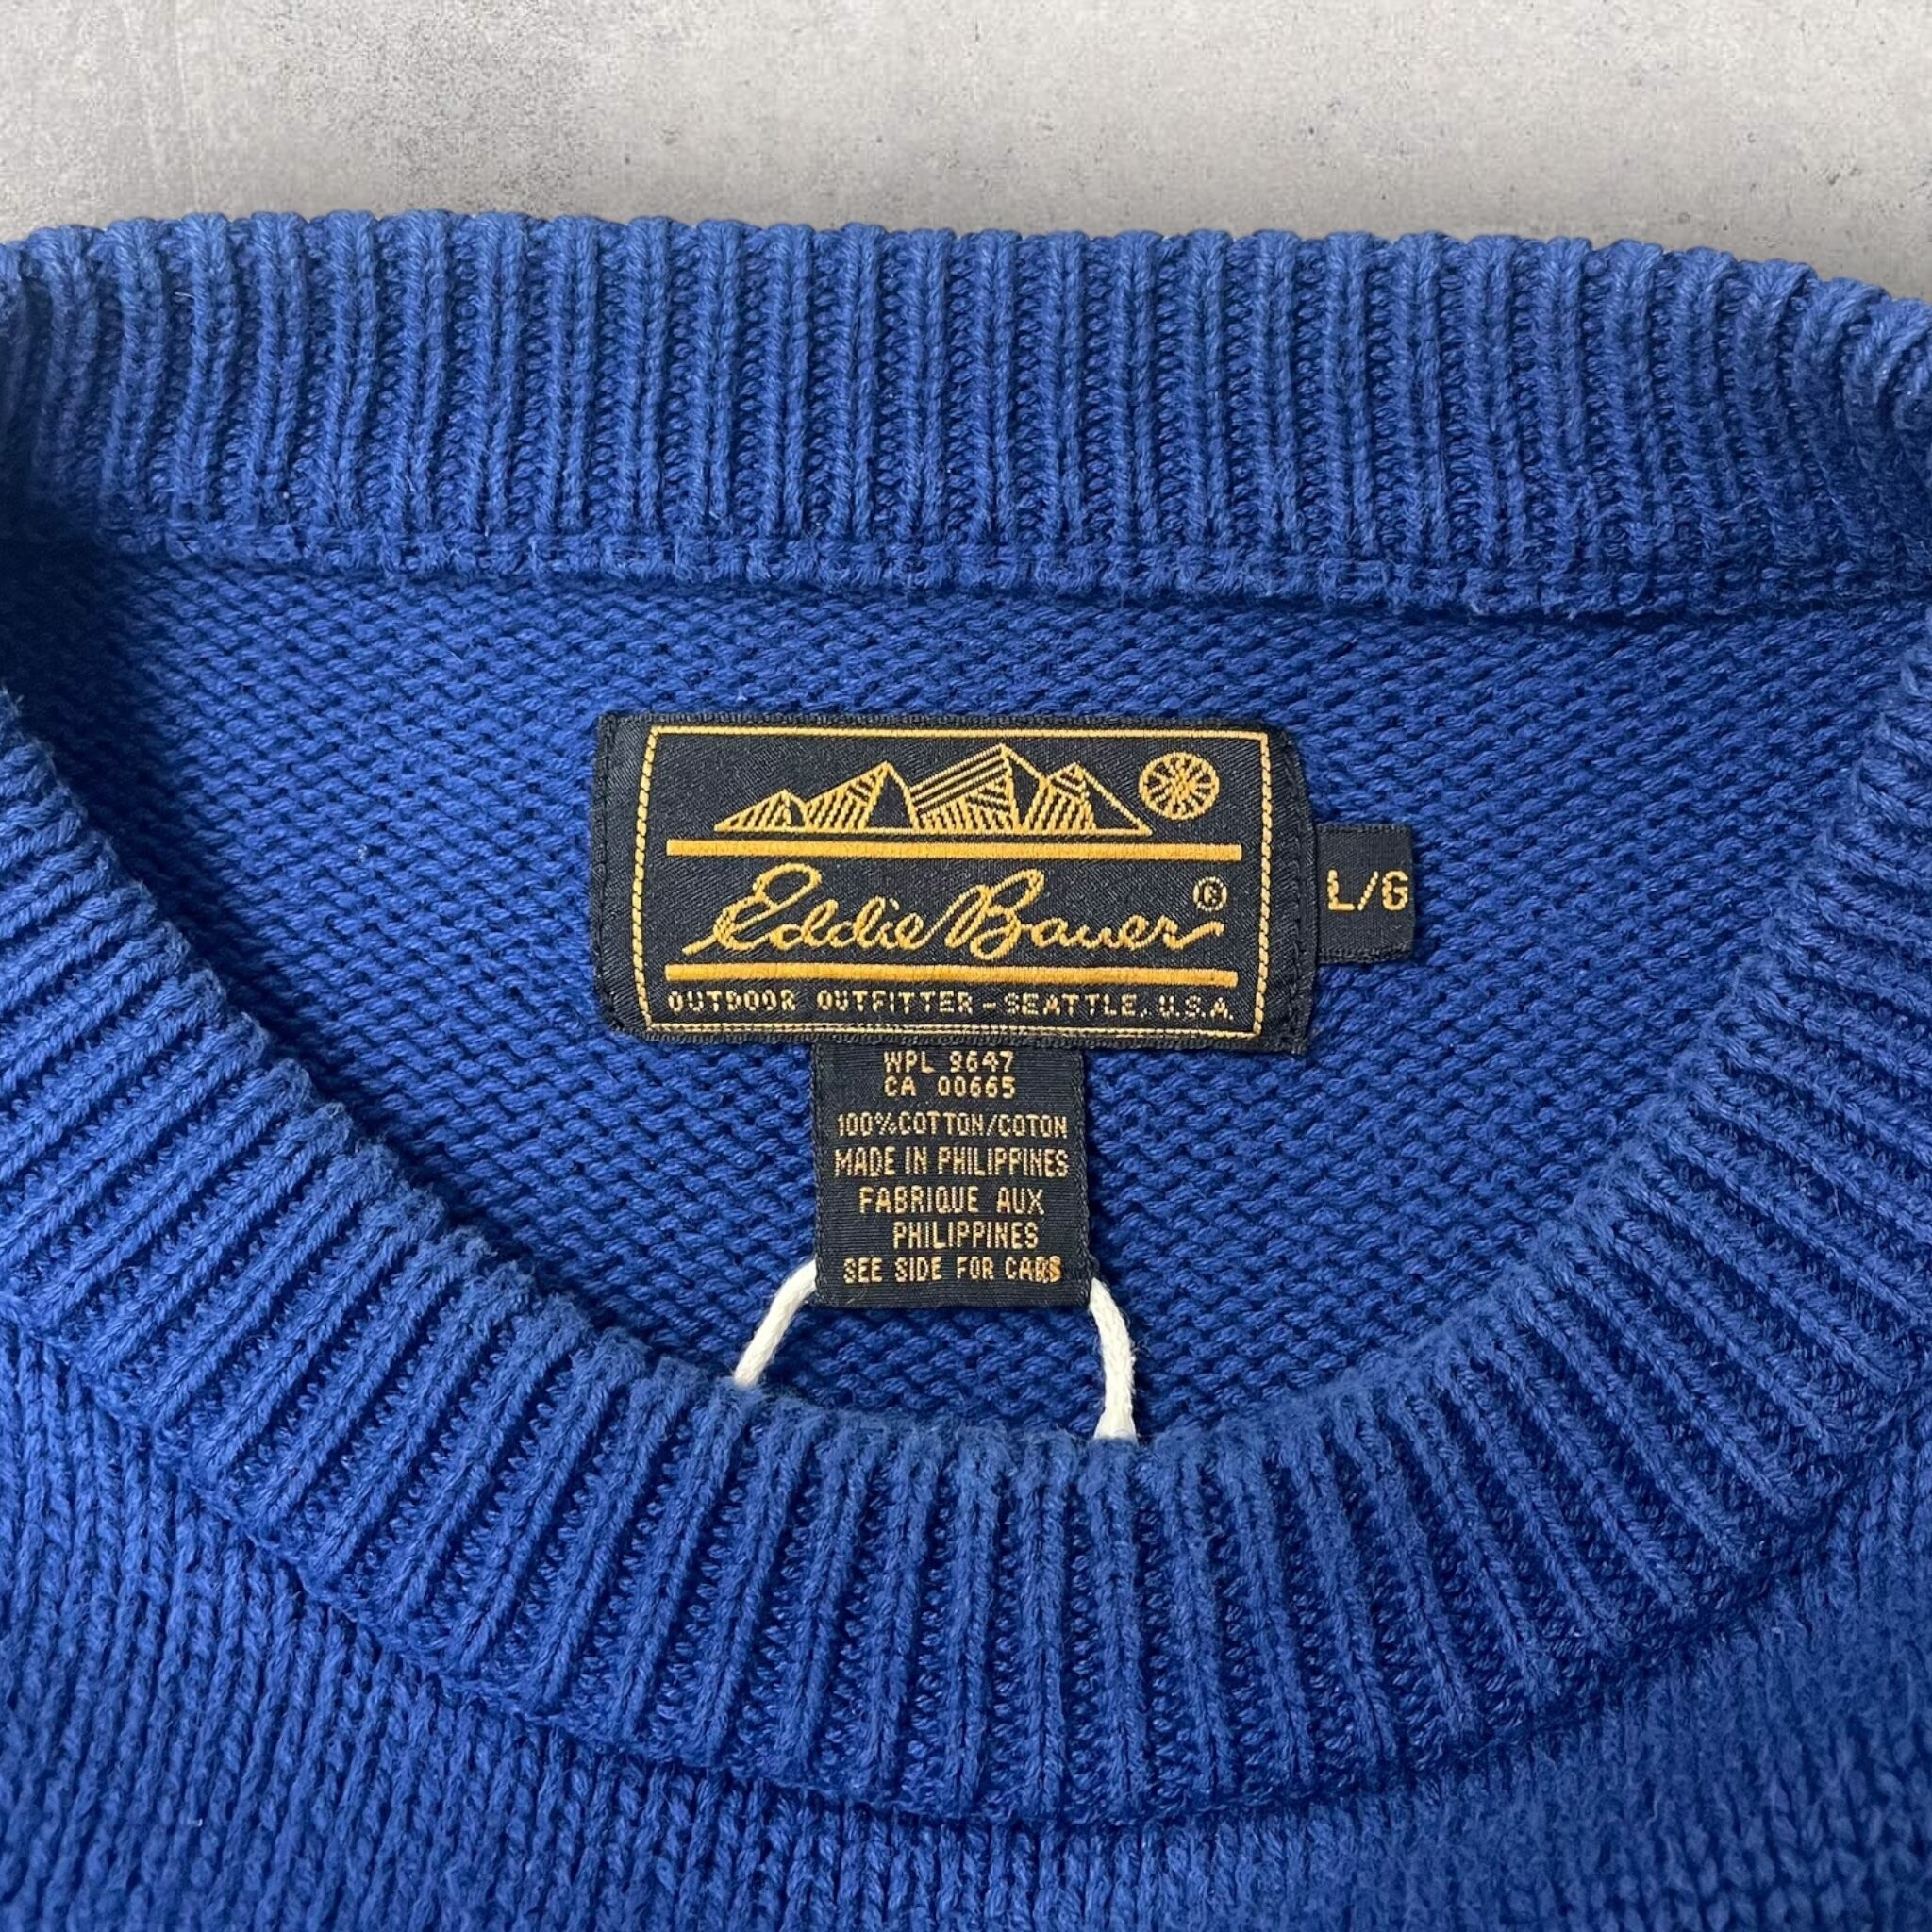 Eddie Bauer®
OUTDOOR OUTFITTER-SEATTLE, U.S.A.
L/G
WPL 9647
CA 00665
100%COTTON/COTON
MADE IN PHILIPPINES
FABRIQUE AUX
PHILIPPINES
SEE SIDE FOR CARE